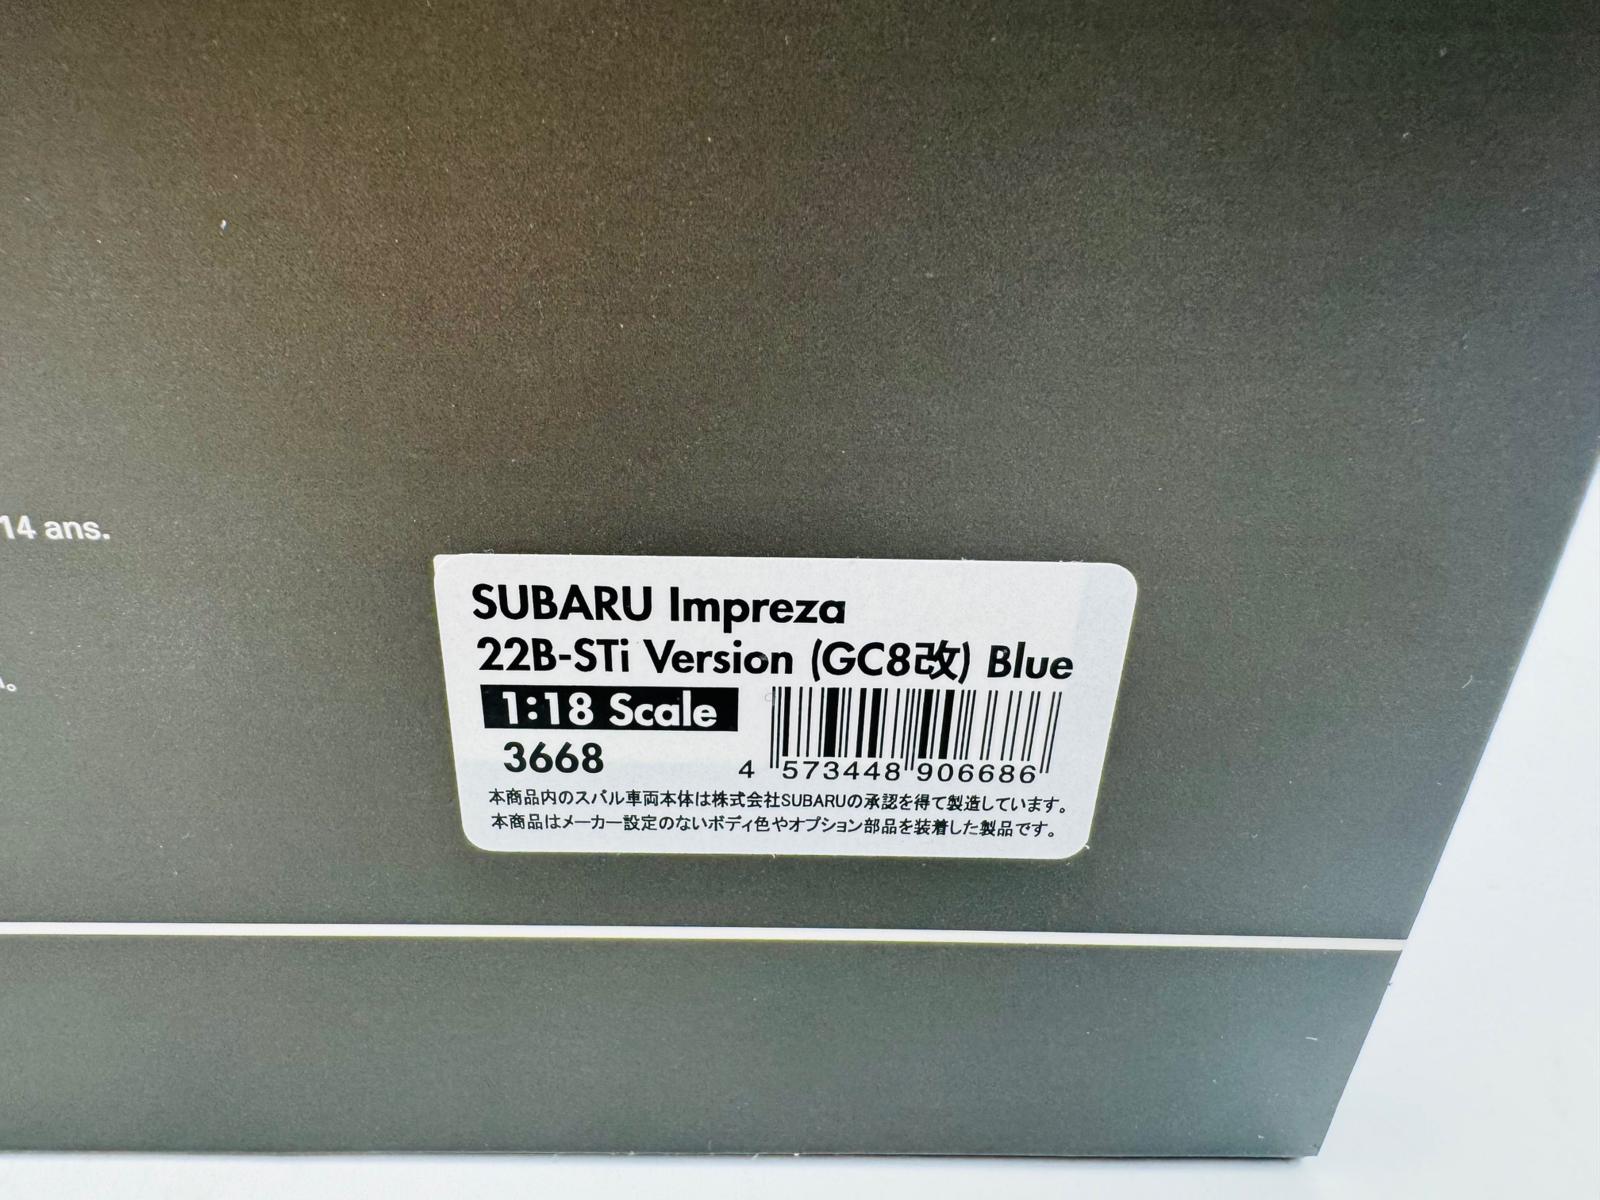 14 ans.
SUBARU Impreza
22B-STi Version (GC8改) Blue
1:18 Scale
3668
4 573448 906686
本商品内のスバル車両本体は株式会社SUBARUの承認を得て製造しています。
本商品はメーカー設定のないボディ色やオプション部品を装着した製品です。